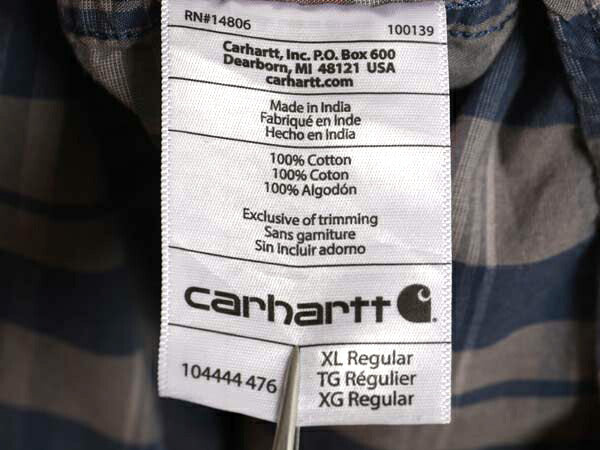 RN#14806 100139
Carhartt, Inc. P.O. Box 600
Dearborn, MI 48121 USA
carhartt.com
Made in India
Fabriqué en Inde
Hecho en India
100% Cotton
100% Coton
100% Algodón
Exclusive of trimming
Sans garniture
Sin Incluir adorno
carhartt
104444 476
XL Regular
TG Régulier
XG Regular